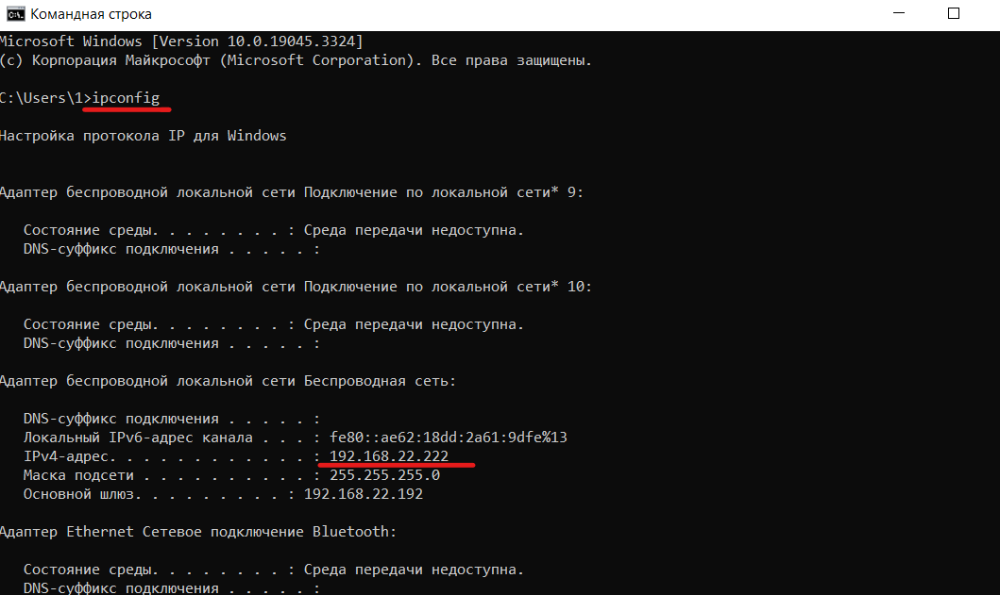 Командная строка
Microsoft Windows [Version 10.0.19045.3324]
(c) Корпорация Майкрософт (Microsoft Corporation). Все права защищены.
C:\Users\1>ipconfig
Настройка протокола IP для Windows
Адаптер беспроводной локальной сети Подключение по локальной сети* 9:
Состояние среды. . . . . . . . : Среда передачи недоступна.
DNS-суффикс подключения . . . . . :
Адаптер беспроводной локальной сети Подключение по локальной сети* 10:
Состояние среды. . . . . . . . : Среда передачи недоступна.
DNS-суффикс подключения . . . . . :
Адаптер беспроводной локальной сети Беспроводная сеть:
DNS-суффикс подключения . . . . . :
Локальный IPv6-адрес канала . . . : fe80::ae62:18dd:2a61:9dfe%13
IPv4-адрес. . . . . . . . . . . . : 192.168.22.222
Маска подсети . . . . . . . . . . : 255.255.255.0
Основной шлюз. . . . . . . . . : 192.168.22.192
Адаптер Ethernet Сетевое подключение Bluetooth:
Состояние среды. . . . . . . . : Среда передачи недоступна.
DNS-суффикс подключения . . . . . :